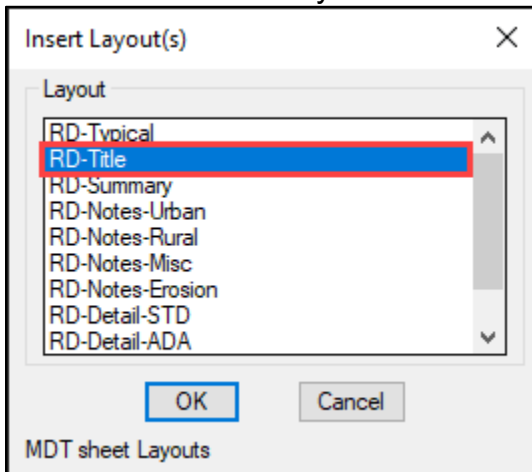 Insert Layout(s)
Layout
RD-Typical
RD-Title
RD-Summary
RD-Notes-Urban
RD-Notes-Rural
RD-Notes-Misc
RD-Notes-Erosion
RD-Detail-STD
RD-Detail-ADA
OK Cancel
MDT sheet Layouts